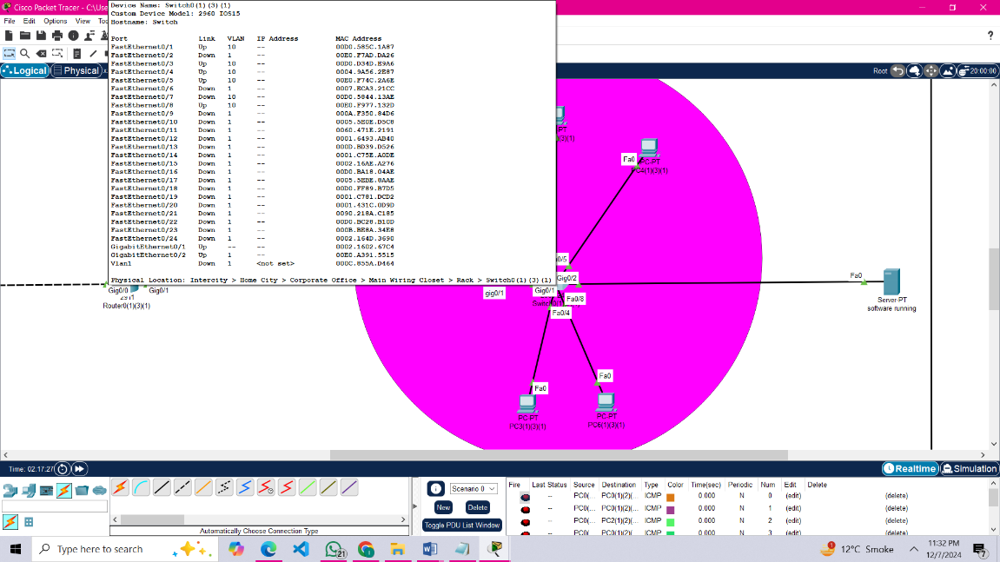 Cisco Packet Tracer - C:\Use
File Edit Options View To
Device Name: Switch0(1)(3)(1)
Custom Device Model: 2960 IOS15
Hostname: Switch
Port Link VLAN IP Address MAC Address
FastEthernet0/1 Up 10 -- 00D0.585C.1A87
FastEthernet0/2 Down 1 -- 00E0.F7AD.DA26
FastEthernet0/3 Up 10 -- 00D0.D34D.E9A6
FastEthernet0/4 Up 10 -- 0004.9A56.2E87
FastEthernet0/5 Up 10 -- 00E0.F74C.2A6E
FastEthernet0/6 Down 1 -- 0007.ECA3.21CC
FastEthernet0/7 Down 10 -- 00D0.5844.13AE
FastEthernet0/8 Up 10 -- 00E0.F977.132D
FastEthernet0/9 Down 1 -- 000A.F350.84D6
FastEthernet0/10 Down 1 -- 0005.5E0E.D5C8
FastEthernet0/11 Down 1 -- 0060.471E.2191
FastEthernet0/12 Down 1 -- 0001.6493.AB40
FastEthernet0/13 Down 1 -- 000D.BD39.D526
FastEthernet0/14 Down 1 -- 0001.C75E.A0DE
FastEthernet0/15 Down 1 -- 0002.16AE.A276
FastEthernet0/16 Down 1 -- 00D0.BA18.04AE
FastEthernet0/17 Down 1 -- 0005.5EBE.8AAE
FastEthernet0/18 Down 1 -- 00D0.FF89.B7D5
FastEthernet0/19 Down 1 -- 0001.C781.DCD2
FastEthernet0/20 Down 1 -- 0001.431C.0D9D
FastEthernet0/21 Down 1 -- 0090.218A.C185
FastEthernet0/22 Down 1 -- 00D0.BC28.B10D
FastEthernet0/23 Down 1 -- 000B.BE8A.34E8
FastEthernet0/24 Down 1 -- 0002.164D.3690
GigabitEthernet0/1 Up -- -- 0002.1602.67C4
GigabitEthernet0/2 Up 1 -- 00E0.A391.5515
Vlan1 Down 1 <not set> 000C.855A.D464
Physical Location: Intercity > Home City > Corporate Office > Main Wiring Closet > Rack > Switch0(1)(3)(1)
Logical Physical
Root 20:00:00
-PT
)(3)(1)
Fa0
PC-PT
PC4(1)(3)(1)
a0/5
Gig0/2
Fa0
Gig0/0 Gig0/1
2911
Router0(1)(3)(1)
gig0/1
Gig0/1
Fa0/8
Fa0/4
Server-PT
software running
Fa0
Fa0
PC-PT
PC3(1)(3)(1)
PC-PT
PC6(1)(3)(1)
Time: 02:17:27
Realtime Simulation
Scenario 0
New Delete
Toggle PDU List Window
Fire Last Status Source Destination Type Color Time(sec) Periodic Num Edit Delete
-- PC0(... PC0(1)(2)(... ICMP 0.000 N 0 (edit) (delete)
-- PC0(... PC0(1)(2)(... ICMP 0.000 N 1 (edit) (delete)
-- PC0(... PC2(1)(2)(... ICMP 0.000 N 2 (edit) (delete)
-- PC0(... PC0(1)(2)(... ICMP 0.000 N 3 (edit) (delete)
Automatically Choose Connection Type
Type here to search
21
12°C Smoke
11:32 PM
12/7/2024
7